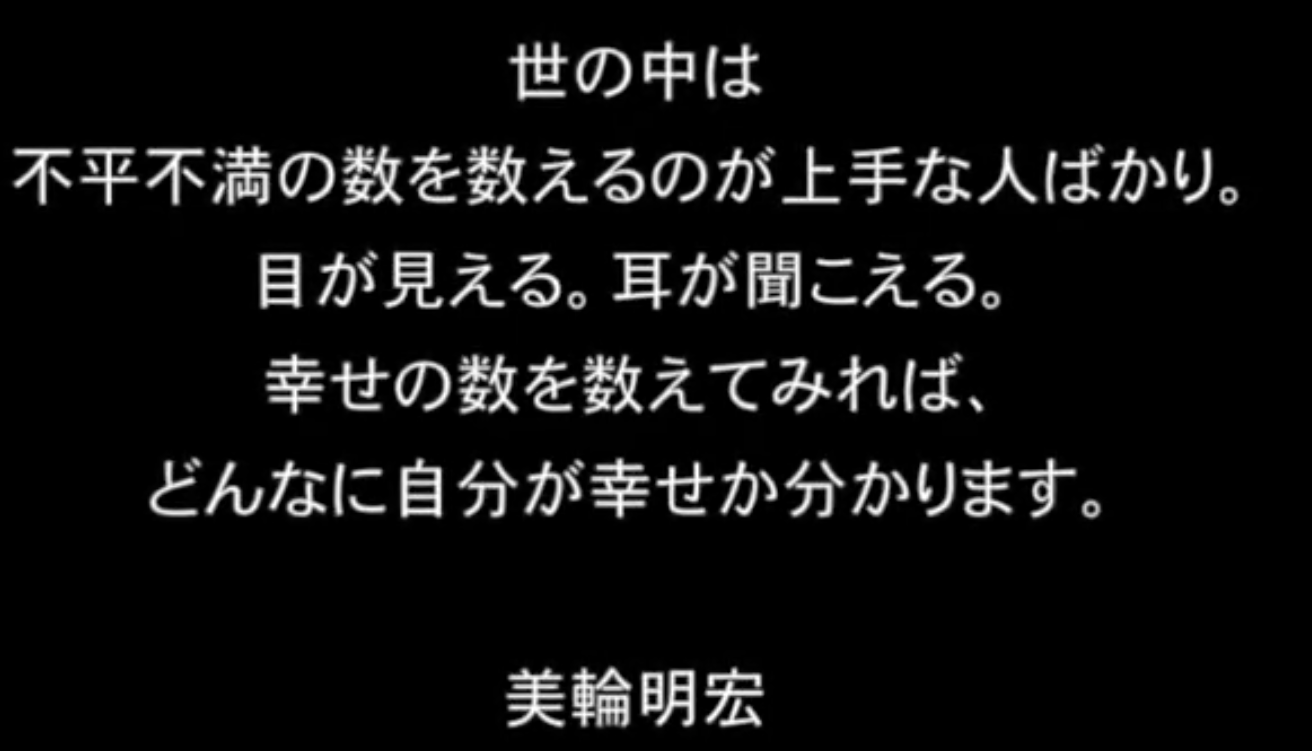 世の中は
不平不満の数を数えるのが上手な人ばかり。
目が見える。耳が聞こえる。
幸せの数を数えてみれば、
どんなに自分が幸せか分かります。
美輪明宏